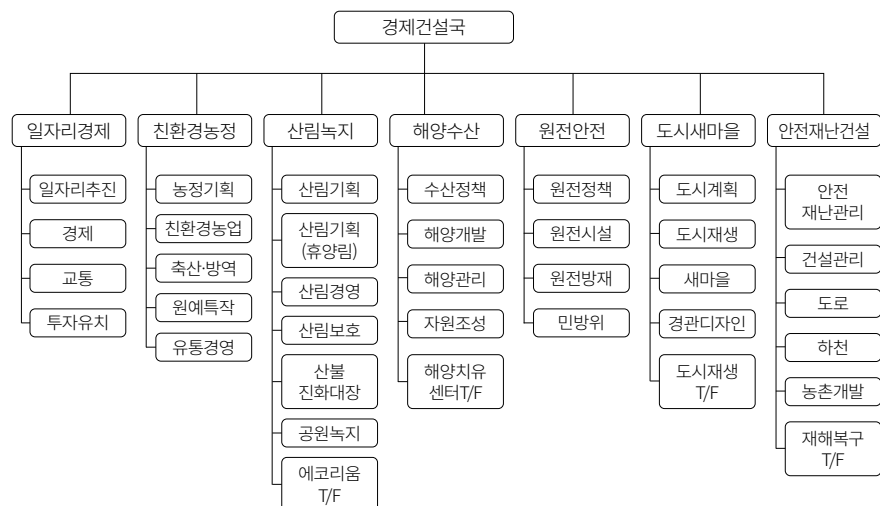 경제건설국
일자리경제
친환경농정
산림녹지
해양수산
원전안전
도시새마을
안전재난건설
일자리추진
경제
교통
투자유치
농정기획
친환경농업
축산·방역
원예특작
유통경영
산림기획
산림기획
(휴양림)
산림경영
산림보호
산불
진화대장
공원녹지
에코리움
T/F
수산정책
해양개발
해양관리
자원조성
해양치유
센터T/F
원전정책
원전시설
원전방재
민방위
도시계획
도시재생
새마을
경관디자인
도시재생
T/F
안전
재난관리
건설관리
도로
하천
농촌개발
재해복구
T/F